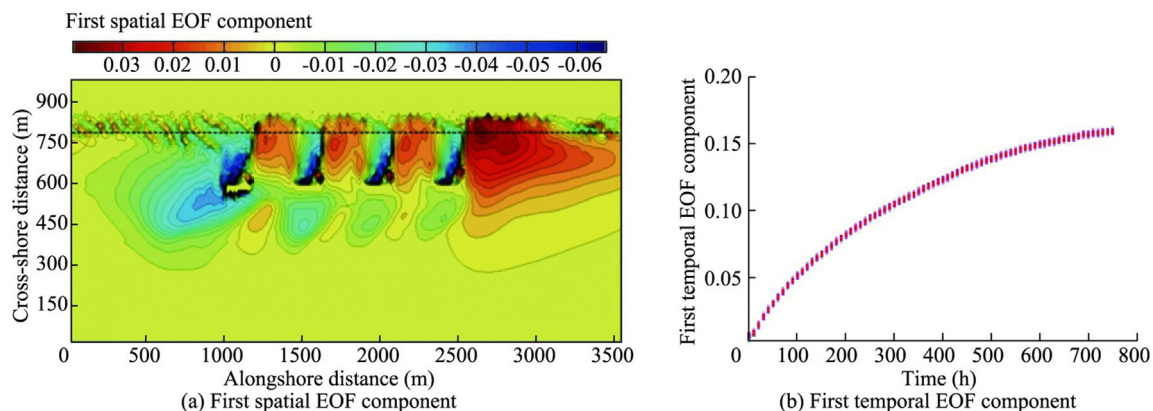 First spatial EOF component
0.03 0.02 0.01 0 -0.01 -0.02 -0.03 -0.04 -0.05 -0.06
Cross-shore distance (m)
900
750
600
450
300
150
0 500 1000 1500 2000 2500 3000 3500
Alongshore distance (m)
(a) First spatial EOF component
First temporal EOF component
0.20
0.15
0.10
0.05
0 100 200 300 400 500 600 700 800
Time (h)
(b) First temporal EOF component